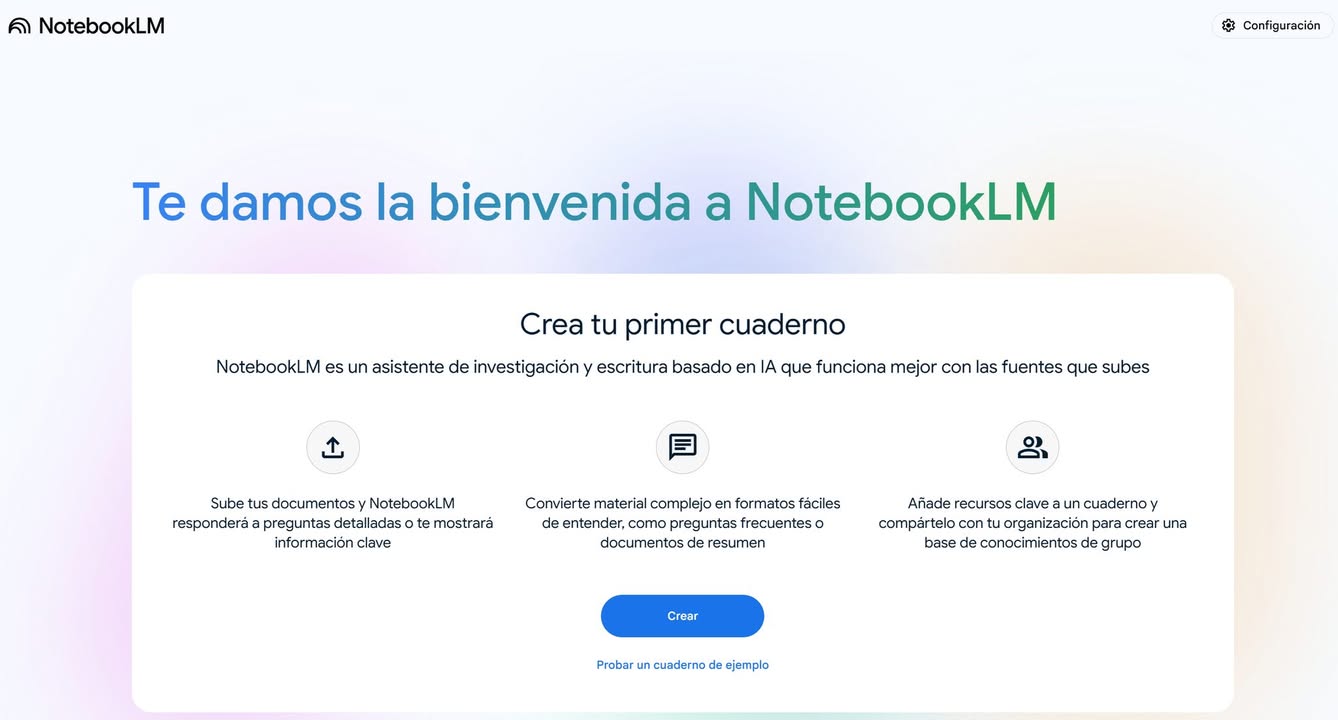 NotebookLM
Configuración
Te damos la bienvenida a NotebookLM
Crea tu primer cuaderno
NotebookLM es un asistente de investigación y escritura basado en IA que funciona mejor con las fuentes que subes
Sube tus documentos y NotebookLM
responderá a preguntas detalladas o te mostrará
información clave
Convierte material complejo en formatos fáciles
de entender, como preguntas frecuentes o
documentos de resumen
Añade recursos clave a un cuaderno y
compártelo con tu organización para crear una
base de conocimientos de grupo
Crear
Probar un cuaderno de ejemplo